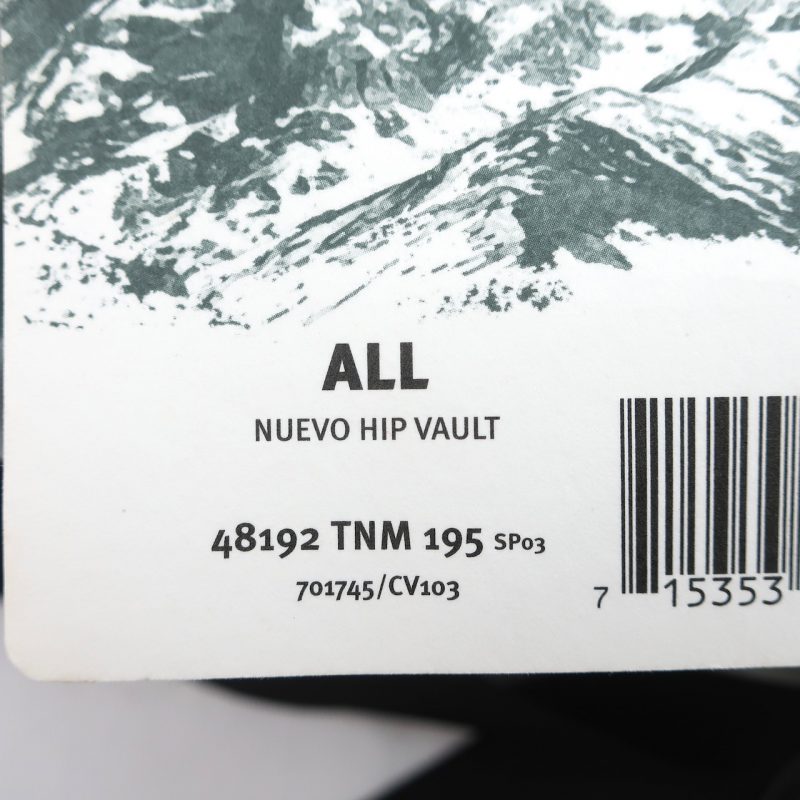 ALL
NUEVO HIP VAULT
48192 TNM 195 SP03
701745/CV103
7 15353